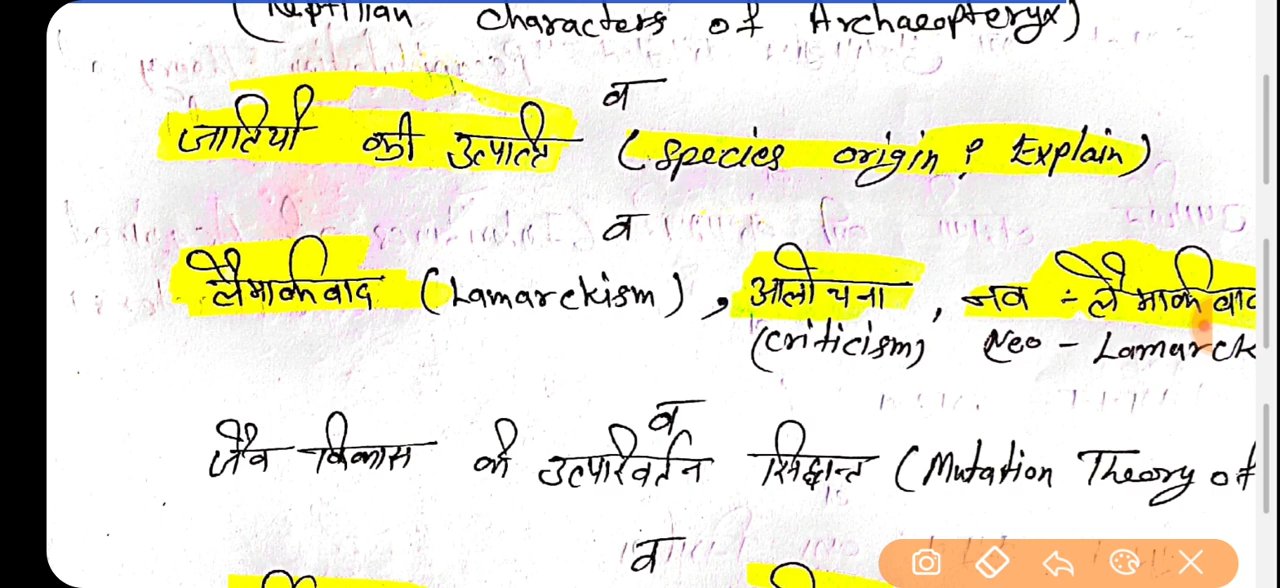 (Reptilian characters of Archaeopteryx)
व
जातियों की उत्पत्ति (species origin ? Explain)
व
लैमार्कवाद (Lamarckism) , आलोचना , नव - लैमार्कवाद
(criticism) Neo - Lamarck
व
जैव विकास की उत्परिवर्तन सिद्धान्त (Mutation Theory of
व